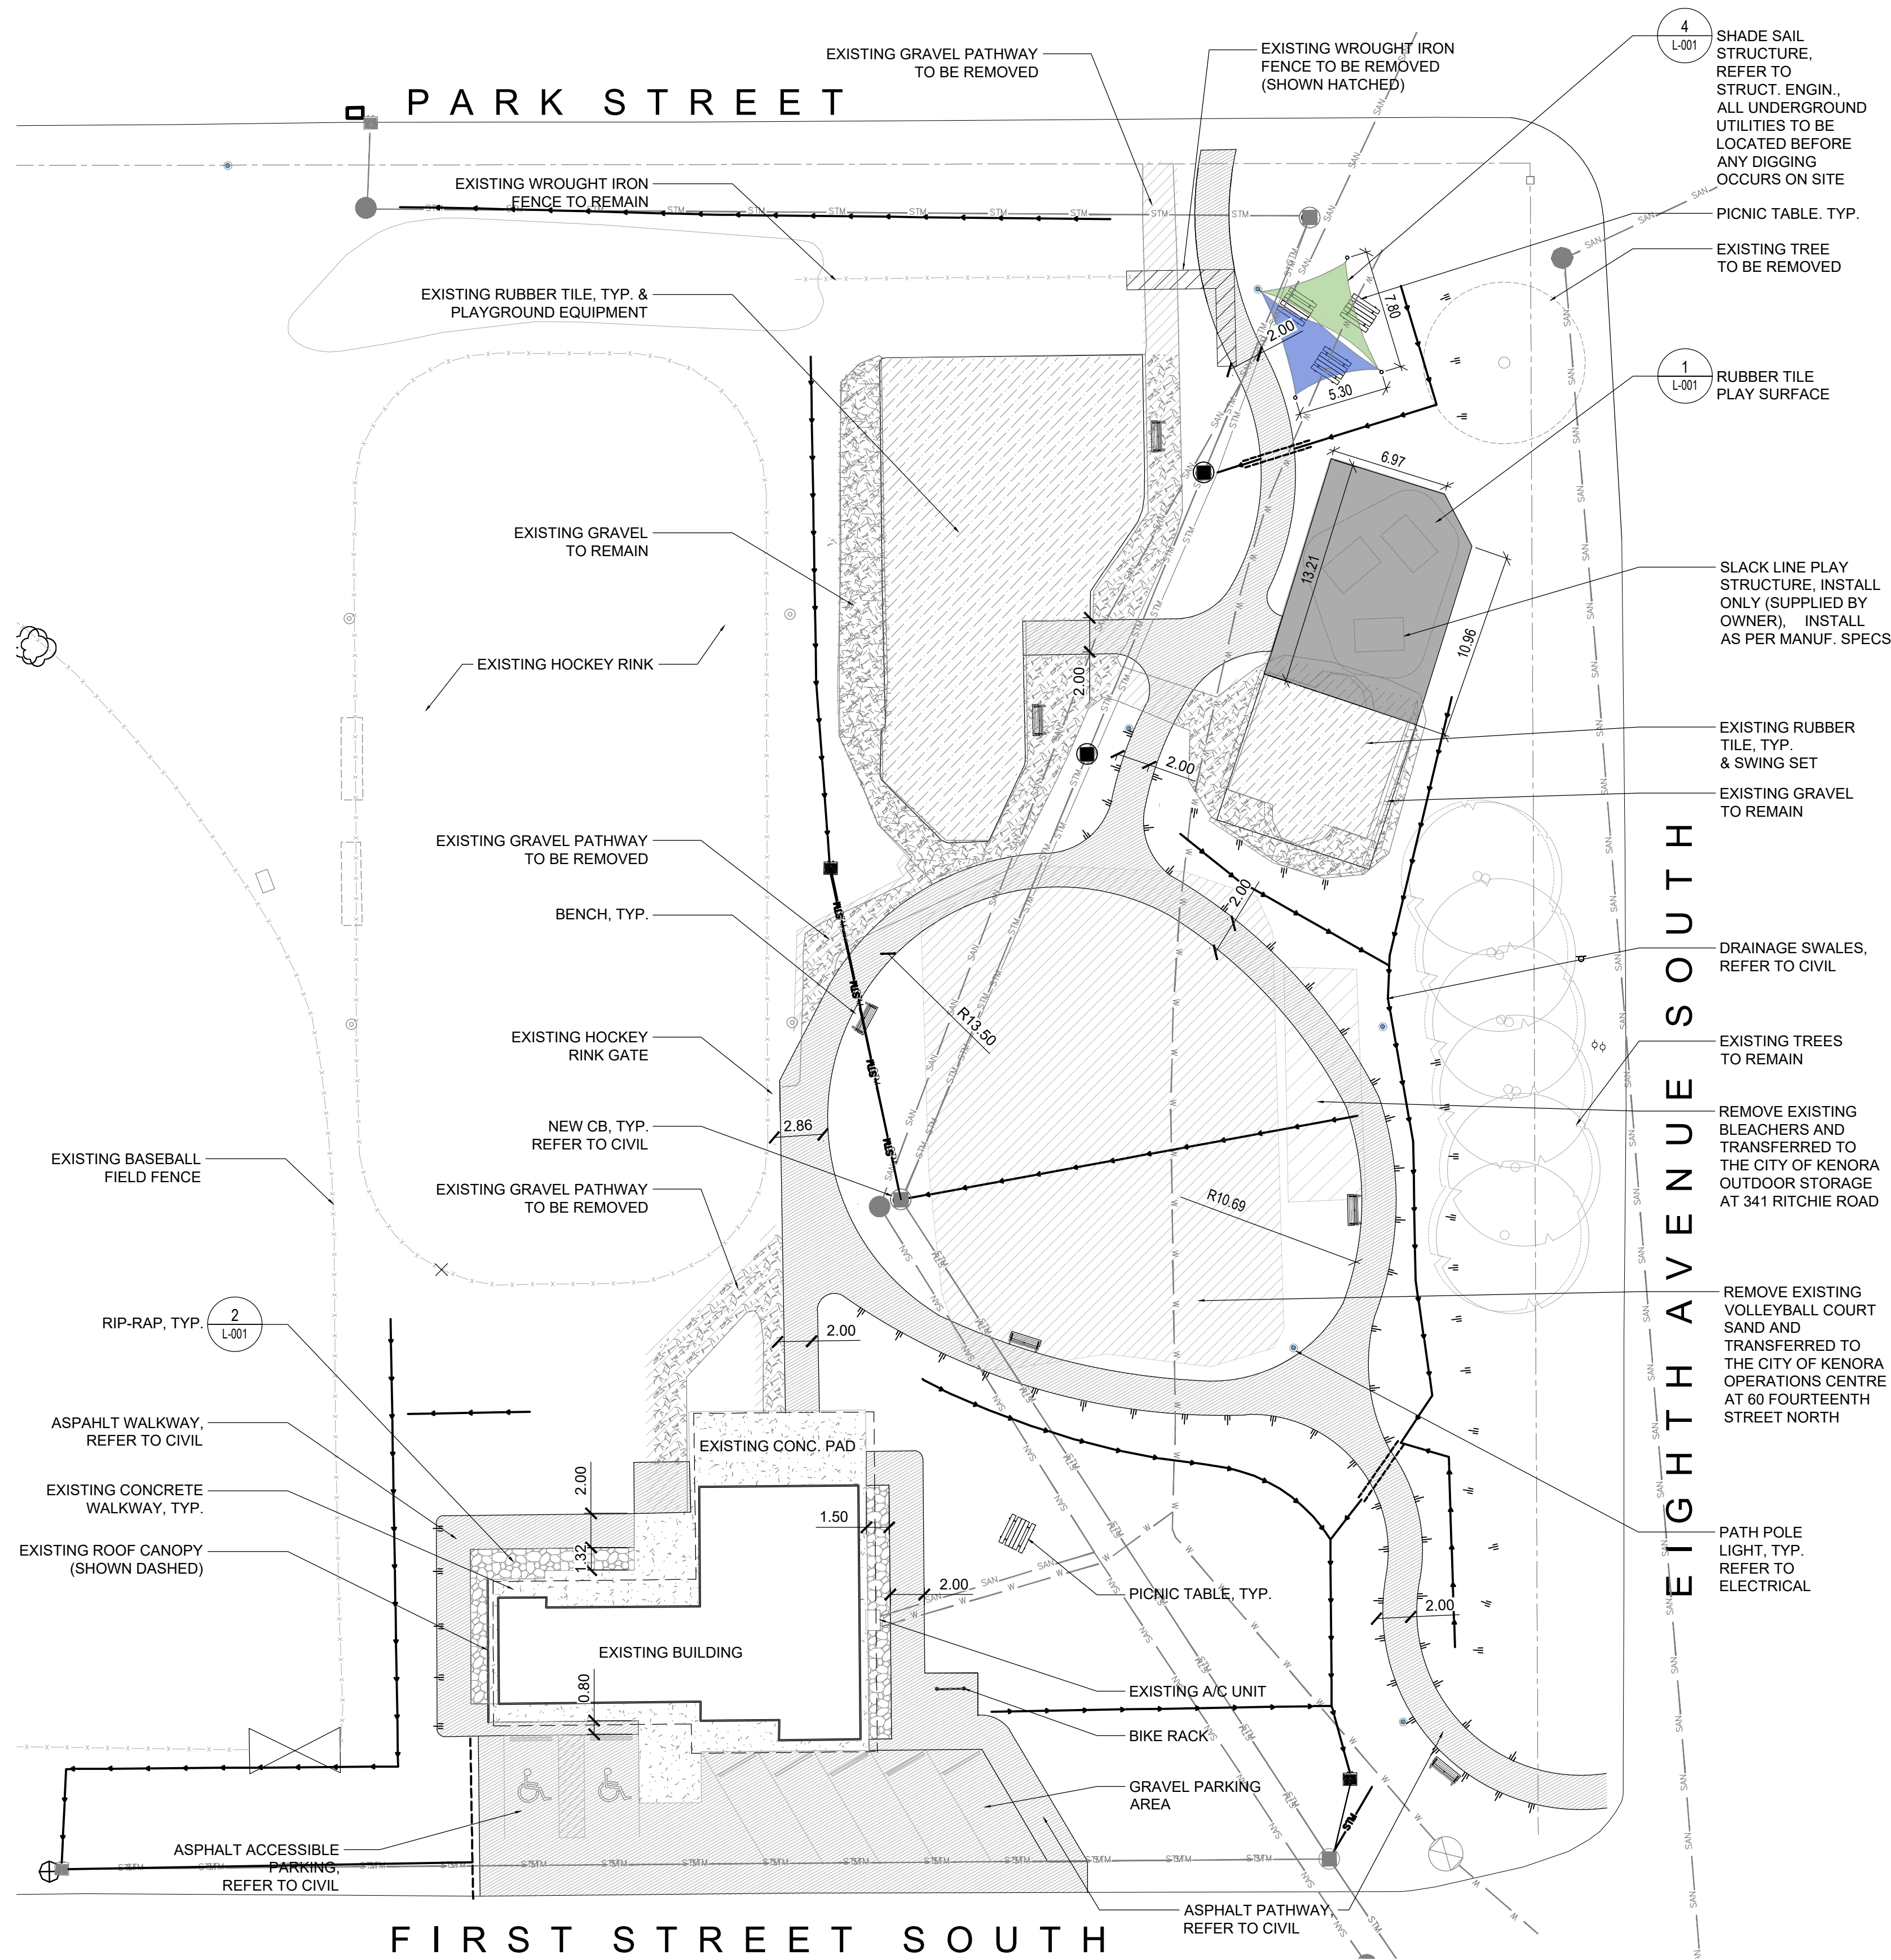 PARK STREET
EXISTING GRAVEL PATHWAY
TO BE REMOVED
EXISTING WROUGHT IRON
FENCE TO BE REMOVED
(SHOWN HATCHED)
4
L-001
SHADE SAIL
STRUCTURE,
REFER TO
STRUCT. ENGIN.,
ALL UNDERGROUND
UTILITIES TO BE
LOCATED BEFORE
ANY DIGGING
OCCURS ON SITE
PICNIC TABLE. TYP.
EXISTING TREE
TO BE REMOVED
1
L-001
RUBBER TILE
PLAY SURFACE
SLACK LINE PLAY
STRUCTURE, INSTALL
ONLY (SUPPLIED BY
OWNER), INSTALL
AS PER MANUF. SPECS
EXISTING RUBBER
TILE, TYP.
& SWING SET
EXISTING GRAVEL
TO REMAIN
DRAINAGE SWALES,
REFER TO CIVIL
EXISTING TREES
TO REMAIN
REMOVE EXISTING
BLEACHERS AND
TRANSFERRED TO
THE CITY OF KENORA
OUTDOOR STORAGE
AT 341 RITCHIE ROAD
REMOVE EXISTING
VOLLEYBALL COURT
SAND AND
TRANSFERRED TO
THE CITY OF KENORA
OPERATIONS CENTRE
AT 60 FOURTEENTH
STREET NORTH
PATH POLE
LIGHT, TYP.
REFER TO
ELECTRICAL
EIGHTH AVENUE SOUTH
EXISTING WROUGHT IRON
FENCE TO REMAIN
EXISTING RUBBER TILE, TYP. &
PLAYGROUND EQUIPMENT
EXISTING GRAVEL
TO REMAIN
EXISTING HOCKEY RINK
EXISTING GRAVEL PATHWAY
TO BE REMOVED
BENCH, TYP.
EXISTING HOCKEY
RINK GATE
NEW CB, TYP.
REFER TO CIVIL
EXISTING GRAVEL PATHWAY
TO BE REMOVED
EXISTING BASEBALL
FIELD FENCE
RIP-RAP, TYP.
2
L-001
ASPAHLT WALKWAY,
REFER TO CIVIL
EXISTING CONCRETE
WALKWAY, TYP.
EXISTING ROOF CANOPY
(SHOWN DASHED)
EXISTING CONC. PAD
EXISTING BUILDING
PICNIC TABLE, TYP.
EXISTING A/C UNIT
BIKE RACK
GRAVEL PARKING
AREA
ASPHALT ACCESSIBLE
PARKING,
REFER TO CIVIL
ASPHALT PATHWAY,
REFER TO CIVIL
FIRST STREET SOUTH
7.80
2.00
5.30
6.97
13.21
10.96
2.00
2.00
2.00
R13.50
2.86
R10.69
2.00
2.00
1.50
1.32
2.00
0.80
2.00
STM
SAN
W